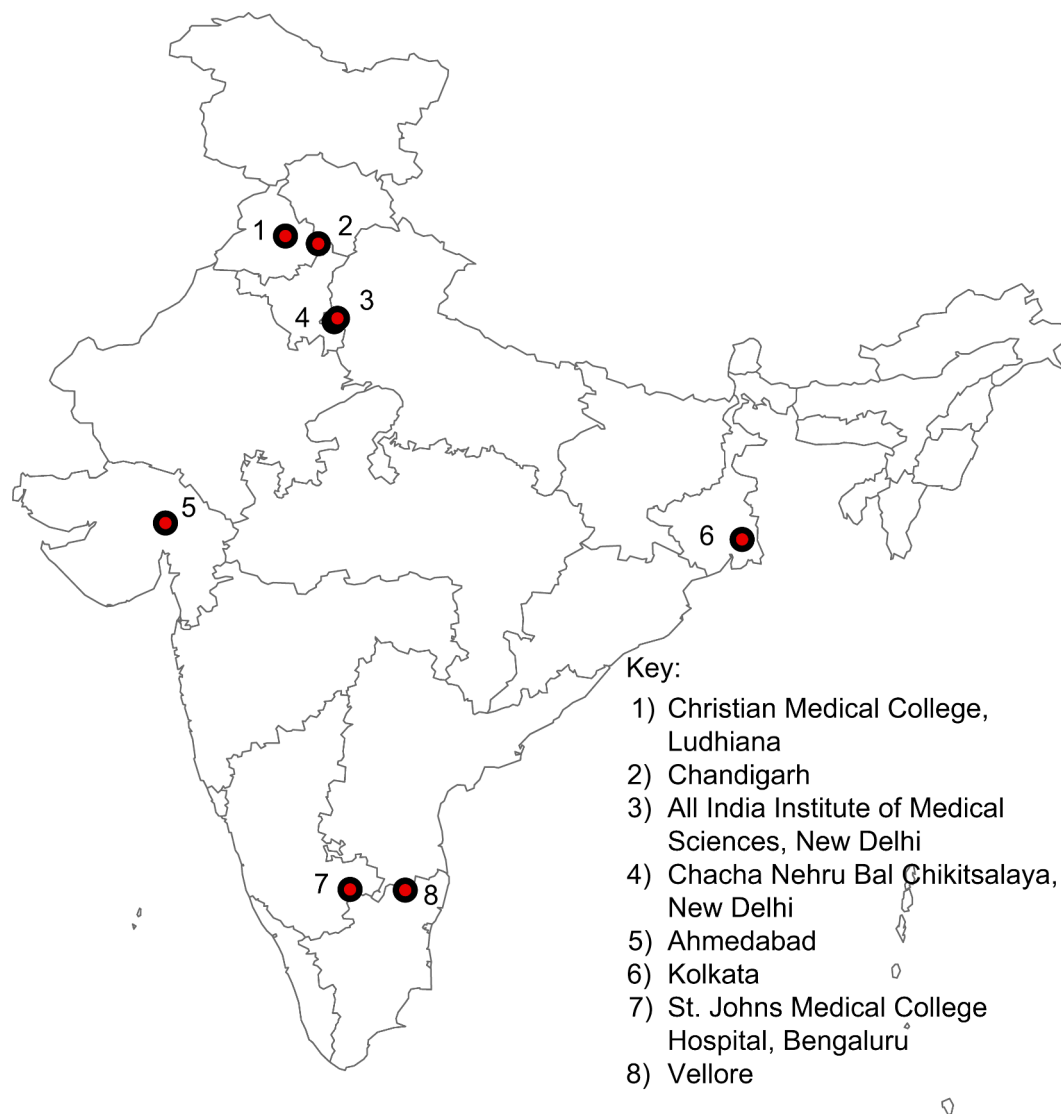 1
2
3
4
5
6
7
8
Key:
1) Christian Medical College,
Ludhiana
2) Chandigarh
3) All India Institute of Medical
Sciences, New Delhi
4) Chacha Nehru Bal Chikitsalaya,
New Delhi
5) Ahmedabad
6) Kolkata
7) St. Johns Medical College
Hospital, Bengaluru
8) Vellore